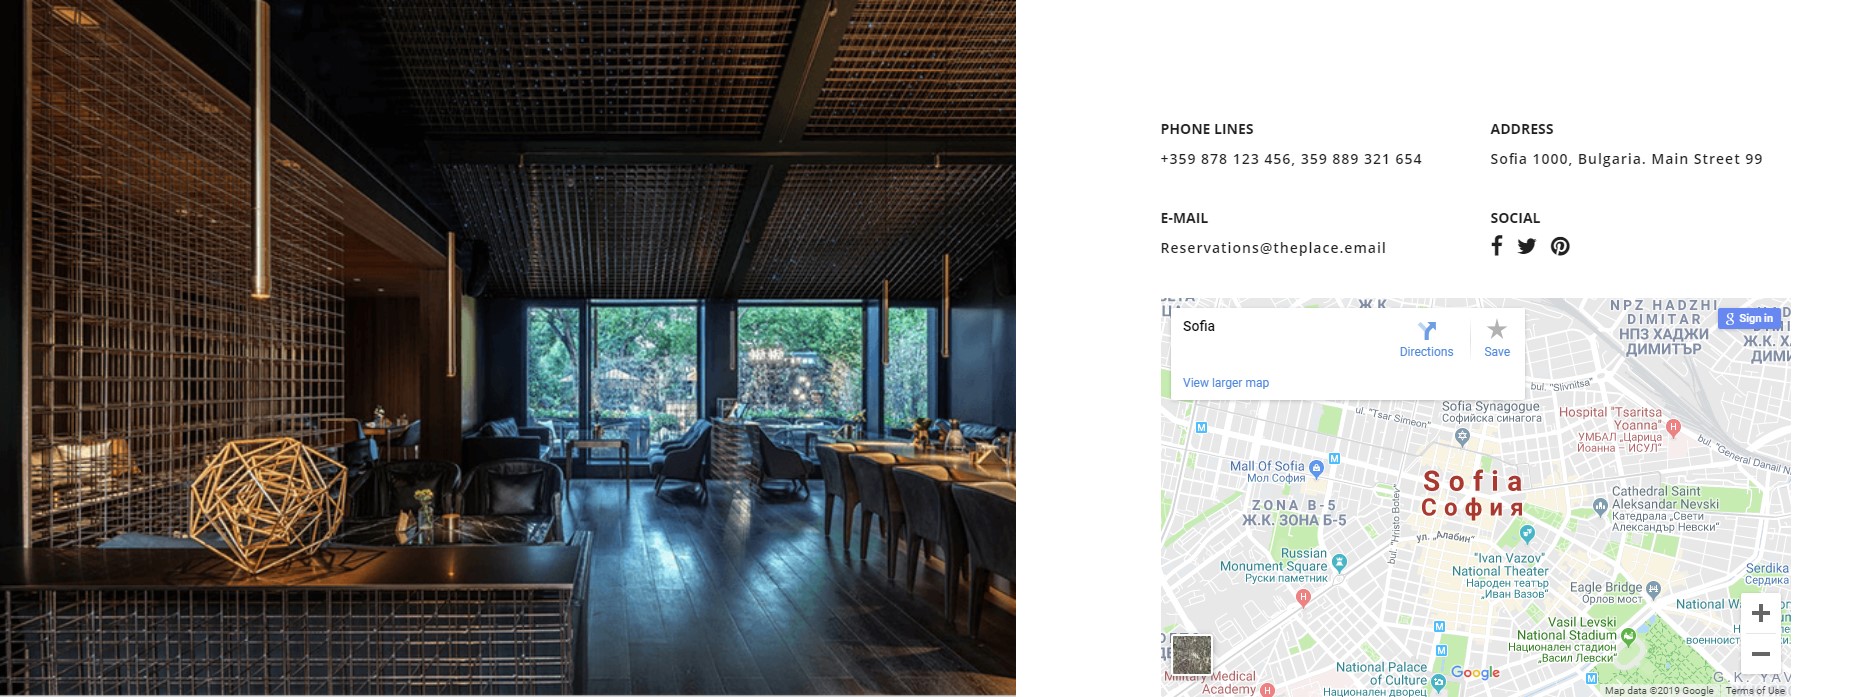 PHONE LINES
+359 878 123 456, 359 889 321 654
ADDRESS
Sofia 1000, Bulgaria. Main Street 99
E-MAIL
Reservations@theplace.email
SOCIAL
Ж.К.
NPZ HADZHI
DIMITAR
НПЗ ХАДЖИ
ДИМИТЪР
Sign in
Sofia
Directions
Save
View larger map
bul. "Slivnitsa"
ul. "Tsar Simeon"
Sofia Synagogue
Софийска синагога
Hospital "Tsaritsa
Yoanna"
УМБАЛ „Царица
Йоанна – ИСУЛ"
bul. "General Danail N
Mall Of Sofia
Мол София
Sofia
София
ZONA B-5
Ж.К. ЗОНА Б-5
bul. "Hristo Botev"
ул. „Алабин"
Cathedral Saint
Aleksandar Nevski
Катедрала „Свети
Александър Невски"
Russian
Monument Square
Руски паметник
"Ivan Vazov"
National Theater
Народен театър
„Иван Вазов"
Serdika
Сердика
Eagle Bridge
Орлов мост
National W
военноист
Vasil Levski
National Stadium
Национален стадион
„Васил Левски"
National Palace
of Culture
Национален дворец
Military Medical
Academy
Google
G.K. YAV
Map data ©2019 Google
Terms of Use